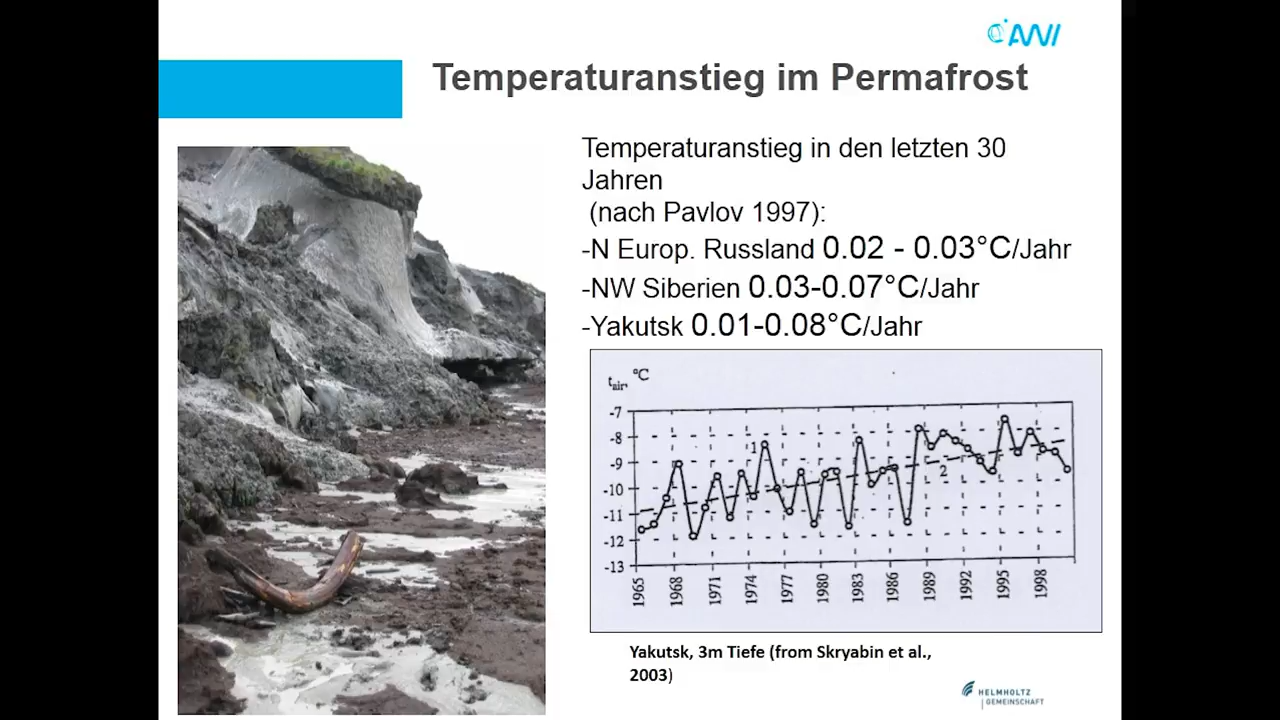 AWI
Temperaturanstieg im Permafrost
Temperaturanstieg in den letzten 30
Jahren
(nach Pavlov 1997):
-N Europ. Russland 0.02 - 0.03°C/Jahr
-NW Siberien 0.03-0.07°C/Jahr
-Yakutsk 0.01-0.08°C/Jahr
tair, °C
-7
-8
-9
-10
-11
-12
-13
1
2
1965 1968 1971 1974 1977 1980 1983 1986 1989 1992 1995 1998
Yakutsk, 3m Tiefe (from Skryabin et al.,
2003)
HELMHOLTZ
GEMEINSCHAFT